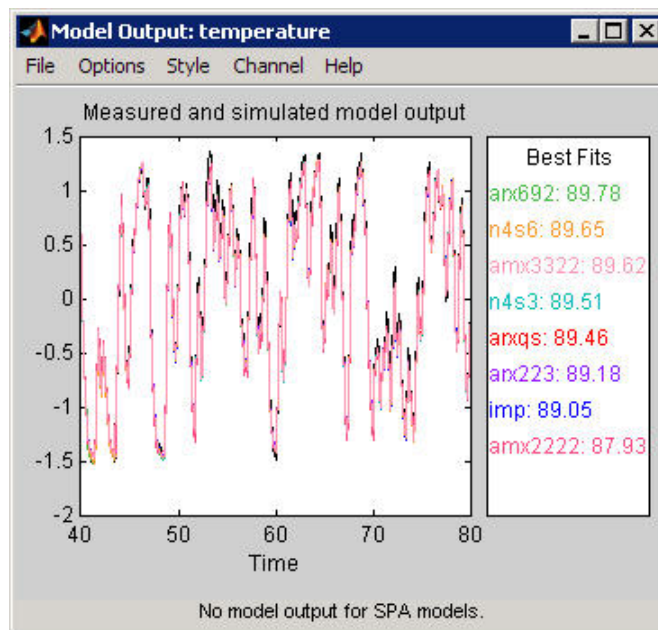 Model Output: temperature
File Options Style Channel Help
Measured and simulated model output
1.5
1
0.5
0
-0.5
-1
-1.5
-2
40 50 60 70 80
Time
Best Fits
arx692: 89.78
n4s6: 89.65
amx3322: 89.62
n4s3: 89.51
arxqs: 89.46
arx223: 89.18
imp: 89.05
amx2222: 87.93
No model output for SPA models.